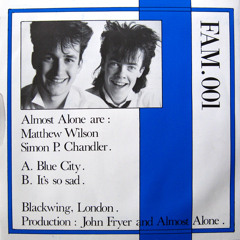 FAM.001
Almost Alone are :
Matthew Wilson
Simon P. Chandler .
A. Blue City .
B. It's so sad .
Blackwing, London .
Production : John Fryer and Almost Alone .